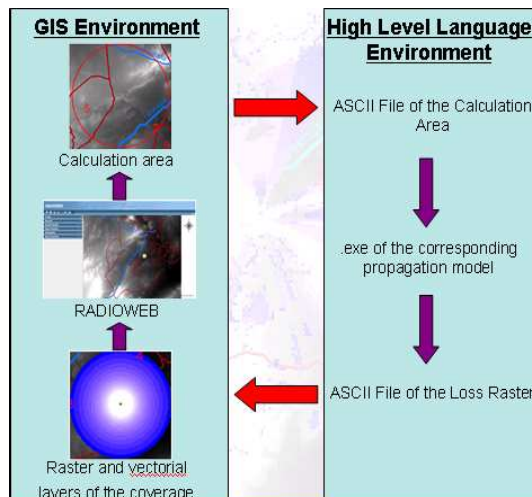 GIS Environment
Calculation area
RADIOWEB
Raster and vectorial
layers of the coverage
High Level Language
Environment
ASCII File of the Calculation
Area
.exe of the corresponding
propagation model
ASCII File of the Loss Raster